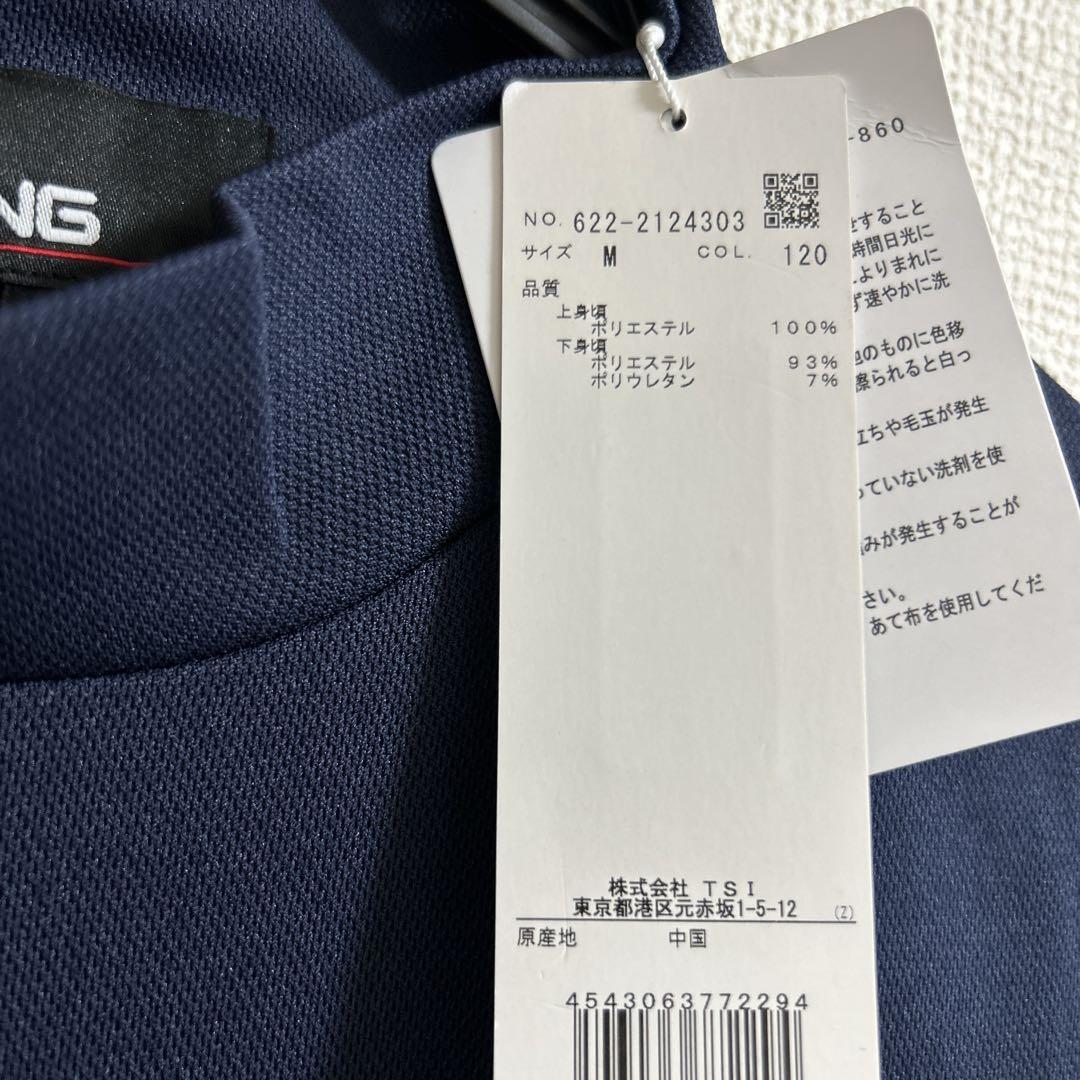 NG
NO. 622-2124303
サイズ M COL. 120
品質
上身頃
ポリエステル 100%
下身頃
ポリエステル 93%
ポリウレタン 7%
株式会社 TSI
東京都港区元赤坂1-5-12 (Z)
原産地 中国
4543063772294
-860
せすること
時間日光に
によりまれに
ず速やかに洗
色のものに色移
擦られると白っ
立ちや毛玉が発生
っていない洗剤を使
みが発生することが
さい。
あて布を使用してくだ